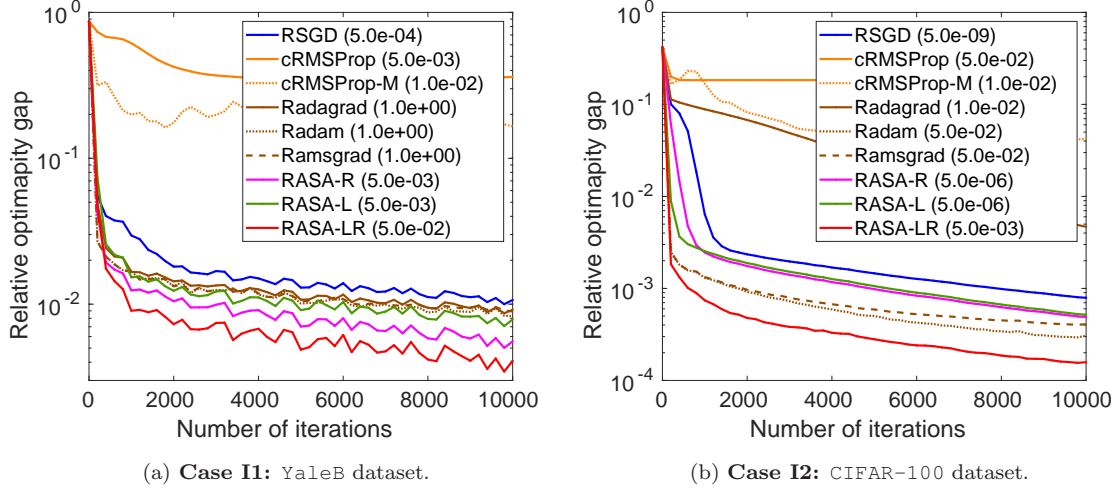 Relative optimapity gap
10^0
10^-1
10^-2
RSGD (5.0e-04)
cRMSProp (5.0e-03)
cRMSProp-M (1.0e-02)
Radagrad (1.0e+00)
Radam (1.0e+00)
Ramsgrad (1.0e+00)
RASA-R (5.0e-03)
RASA-L (5.0e-03)
RASA-LR (5.0e-02)
0 2000 4000 6000 8000 10000
Number of iterations
(a) Case I1: YaleB dataset.
Relative optimapity gap
10^0
10^-1
10^-2
10^-3
10^-4
RSGD (5.0e-09)
cRMSProp (5.0e-02)
cRMSProp-M (1.0e-02)
Radagrad (1.0e-02)
Radam (5.0e-02)
Ramsgrad (5.0e-02)
RASA-R (5.0e-06)
RASA-L (5.0e-06)
RASA-LR (5.0e-03)
0 2000 4000 6000 8000 10000
Number of iterations
(b) Case I2: CIFAR-100 dataset.